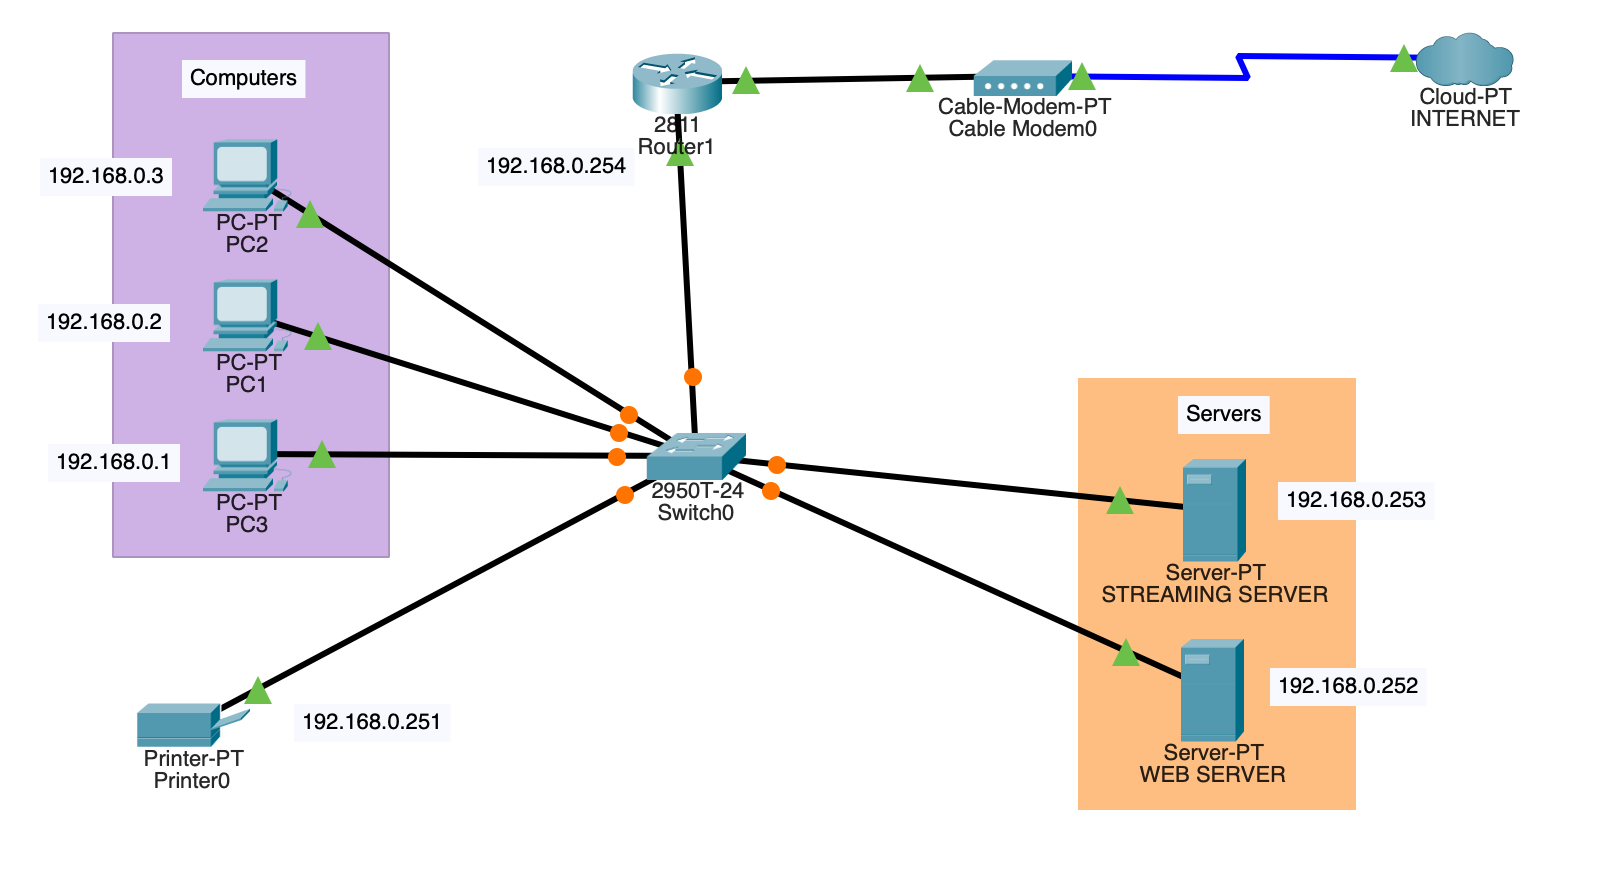 Computers
192.168.0.3
PC-PT
PC2
192.168.0.2
PC-PT
PC1
192.168.0.1
PC-PT
PC3
2811
Router1
192.168.0.254
Cable-Modem-PT
Cable Modem0
Cloud-PT
INTERNET
2950T-24
Switch0
Servers
192.168.0.253
Server-PT
STREAMING SERVER
192.168.0.252
Server-PT
WEB SERVER
192.168.0.251
Printer-PT
Printer0